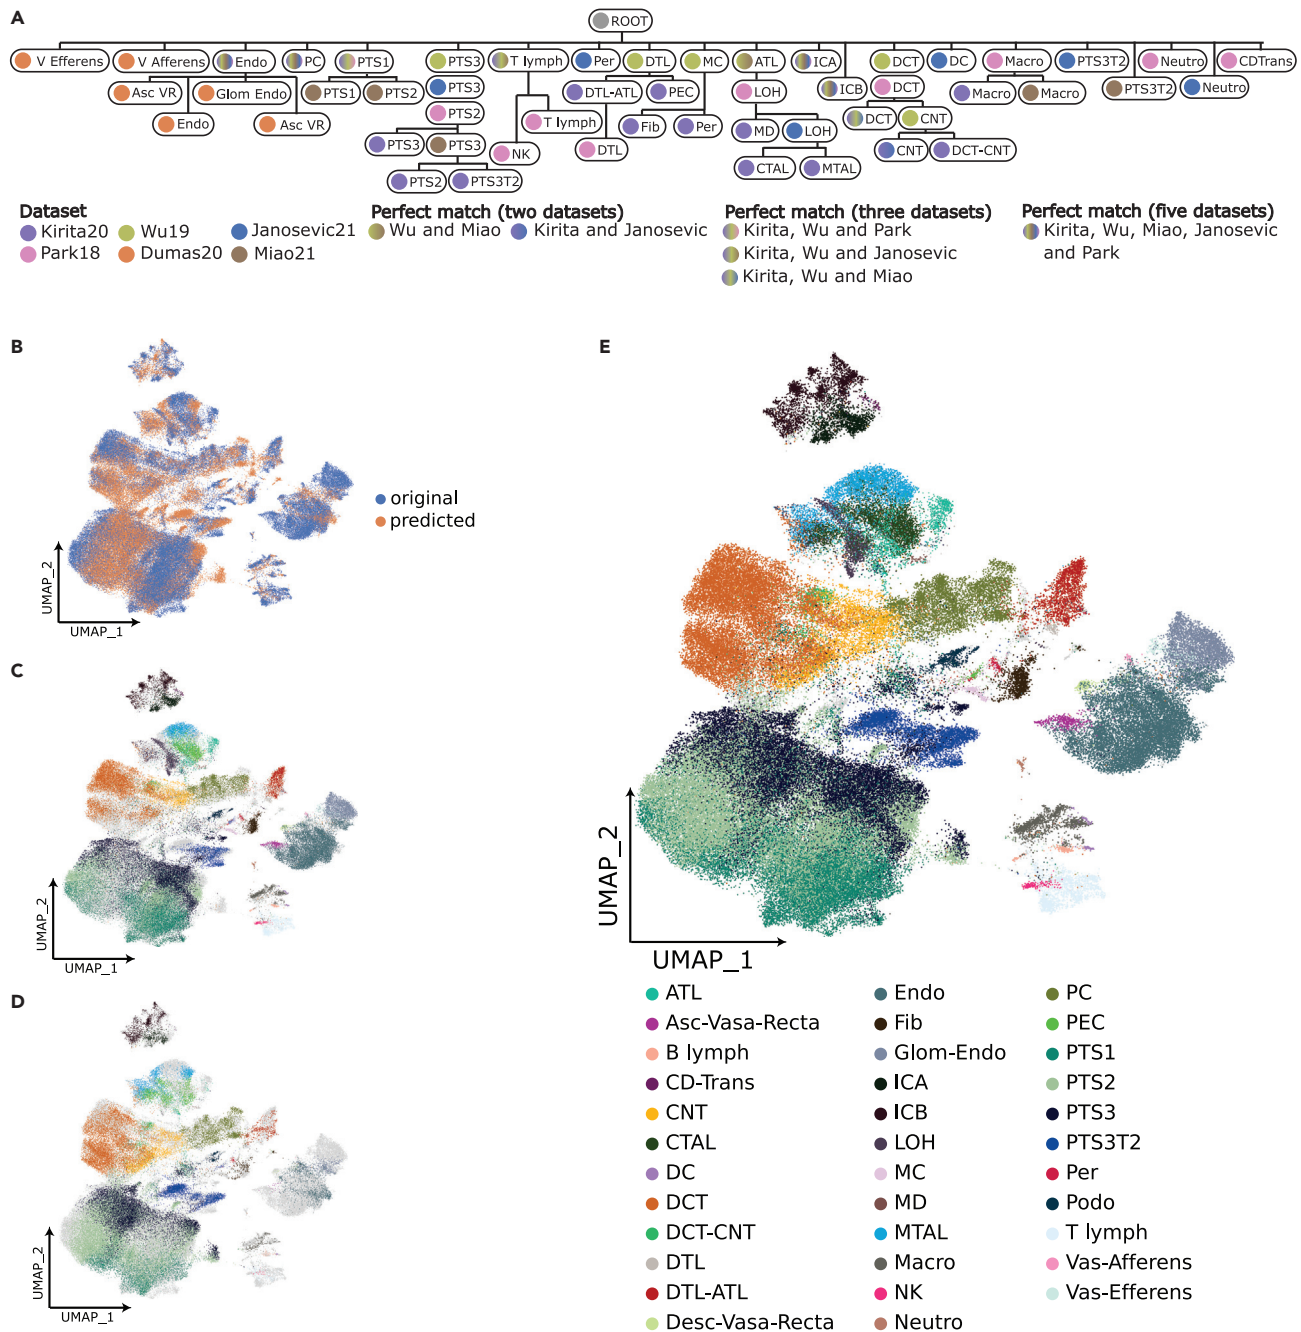 A
ROOT
V Efferens
V Afferens
Endo
PC
PTS1
PTS3
T lymph
Per
DTL
MC
ATL
ICA
DCT
DC
Macro
PTS3T2
Neutro
CDTrans
Asc VR
Glom Endo
PTS1
PTS2
PTS3
DTL-ATL
PEC
LOH
ICB
DCT
Macro
Macro
PTS3T2
Neutro
Endo
Asc VR
PTS2
T lymph
Fib
Per
MD
LOH
DCT
CNT
PTS3
PTS3
NK
DTL
CTAL
MTAL
CNT
DCT-CNT
PTS2
PTS3T2
Dataset
Kirita20
Wu19
Janosevic21
Park18
Dumas20
Miao21
Perfect match (two datasets)
Wu and Miao
Kirita and Janosevic
Perfect match (three datasets)
Kirita, Wu and Park
Kirita, Wu and Janosevic
Kirita, Wu and Miao
Perfect match (five datasets)
Kirita, Wu, Miao, Janosevic
and Park
B
original
predicted
UMAP_2
UMAP_1
C
UMAP_2
UMAP_1
D
UMAP_2
UMAP_1
E
UMAP_2
UMAP_1
ATL
Asc-Vasa-Recta
B lymph
CD-Trans
CNT
CTAL
DC
DCT
DCT-CNT
DTL
DTL-ATL
Desc-Vasa-Recta
Endo
Fib
Glom-Endo
ICA
ICB
LOH
MC
MD
MTAL
Macro
NK
Neutro
PC
PEC
PTS1
PTS2
PTS3
PTS3T2
Per
Podo
T lymph
Vas-Afferens
Vas-Efferens